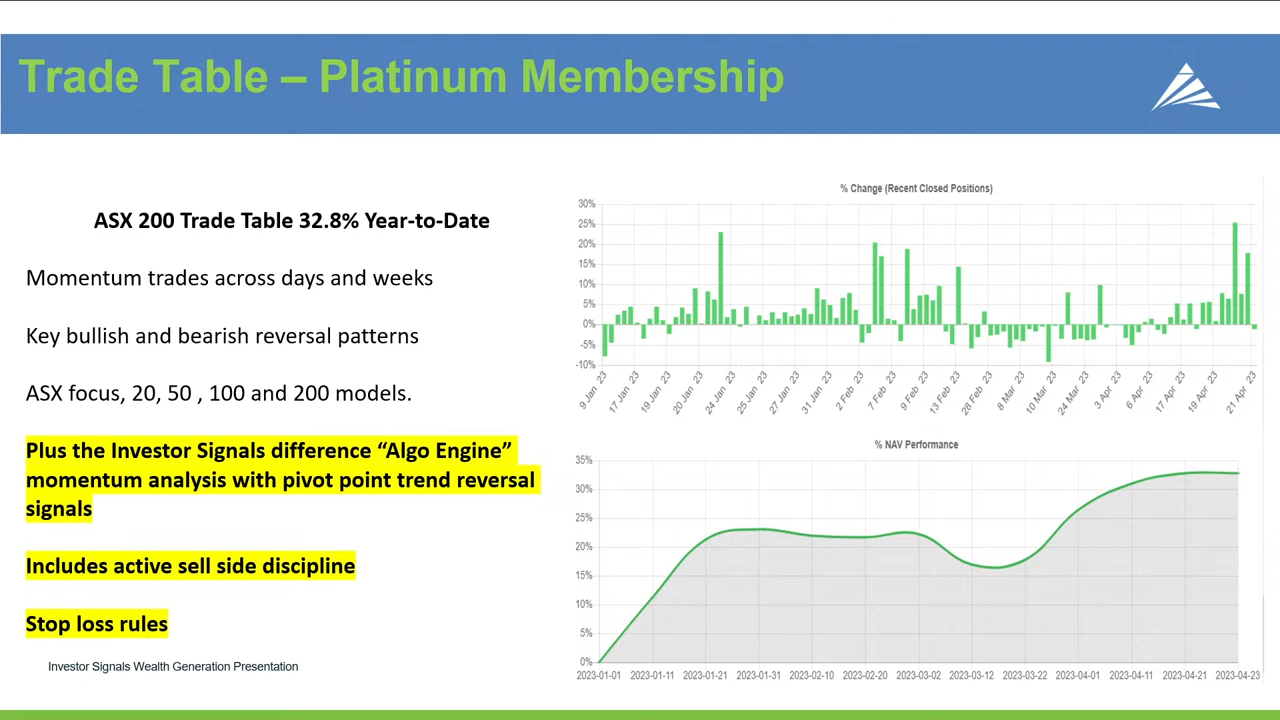 Trade Table – Platinum Membership
ASX 200 Trade Table 32.8% Year-to-Date
Momentum trades across days and weeks
Key bullish and bearish reversal patterns
ASX focus, 20, 50 , 100 and 200 models.
Plus the Investor Signals difference “Algo Engine”
momentum analysis with pivot point trend reversal
signals
Includes active sell side discipline
Stop loss rules
Investor Signals Wealth Generation Presentation
% Change (Recent Closed Positions)
30%
25%
20%
15%
10%
5%
0%
-5%
-10%
9 Jan 23
17 Jan 23
19 Jan 23
20 Jan 23
24 Jan 23
25 Jan 23
27 Jan 23
31 Jan 23
2 Feb 23
7 Feb 23
9 Feb 23
13 Feb 23
28 Feb 23
8 Mar 23
10 Mar 23
24 Mar 23
3 Apr 23
6 Apr 23
17 Apr 23
19 Apr 23
21 Apr 23
% NAV Performance
35%
30%
25%
20%
15%
10%
5%
0%
2023-01-01 2023-01-11 2023-01-21 2023-01-31 2023-02-10 2023-02-20 2023-03-02 2023-03-12 2023-03-22 2023-04-01 2023-04-11 2023-04-21 2023-04-23